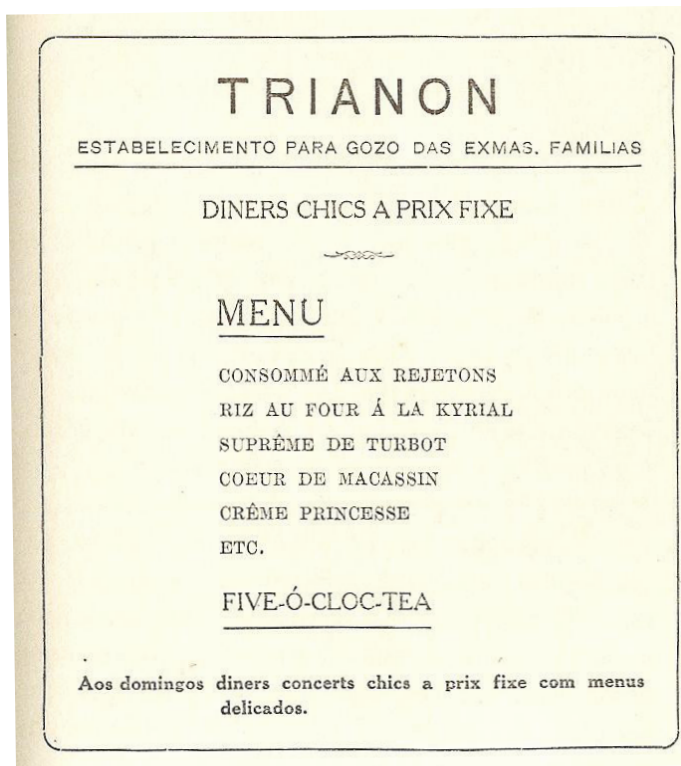 TRIANON
ESTABELECIMENTO PARA GOZO DAS EXMAS. FAMILIAS
DINERS CHICS A PRIX FIXE
MENU
CONSOMMÉ AUX REJETONS
RIZ AU FOUR Á LA KYRIAL
SUPRÊME DE TURBOT
COEUR DE MACASSIN
CRÊME PRINCESSE
ETC.
FIVE-Ó-CLOC-TEA
Aos domingos diners concerts chics a prix fixe com menus
delicados.